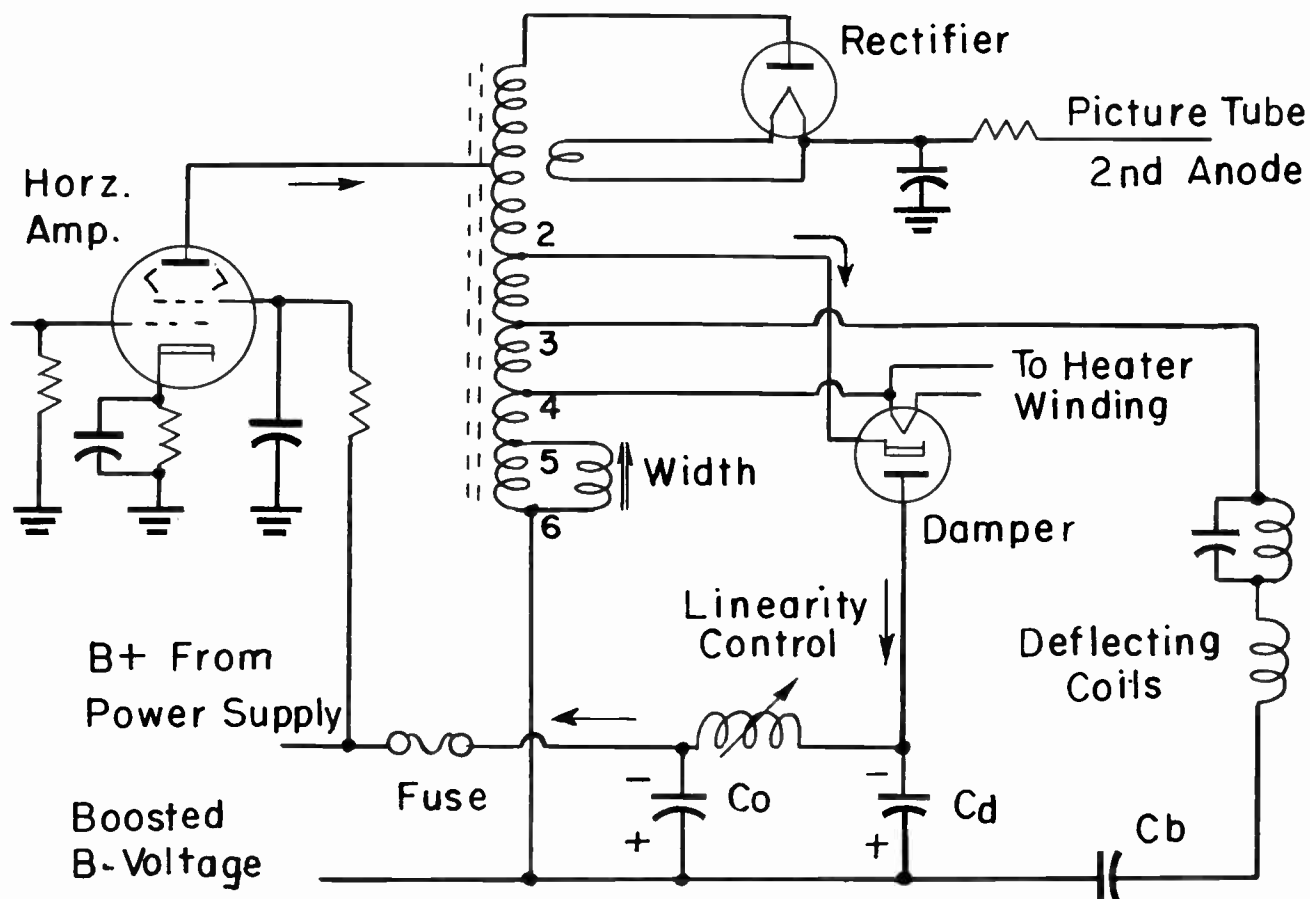 Rectifier
Picture Tube
2nd Anode
Horz.
Amp.
2
3
To Heater
Winding
4
5
Width
6
Damper
Linearity
Control
Deflecting
Coils
B+ From
Power Supply
Fuse
-
Co
+
-
Cd
+
Cb
Boosted
B-Voltage